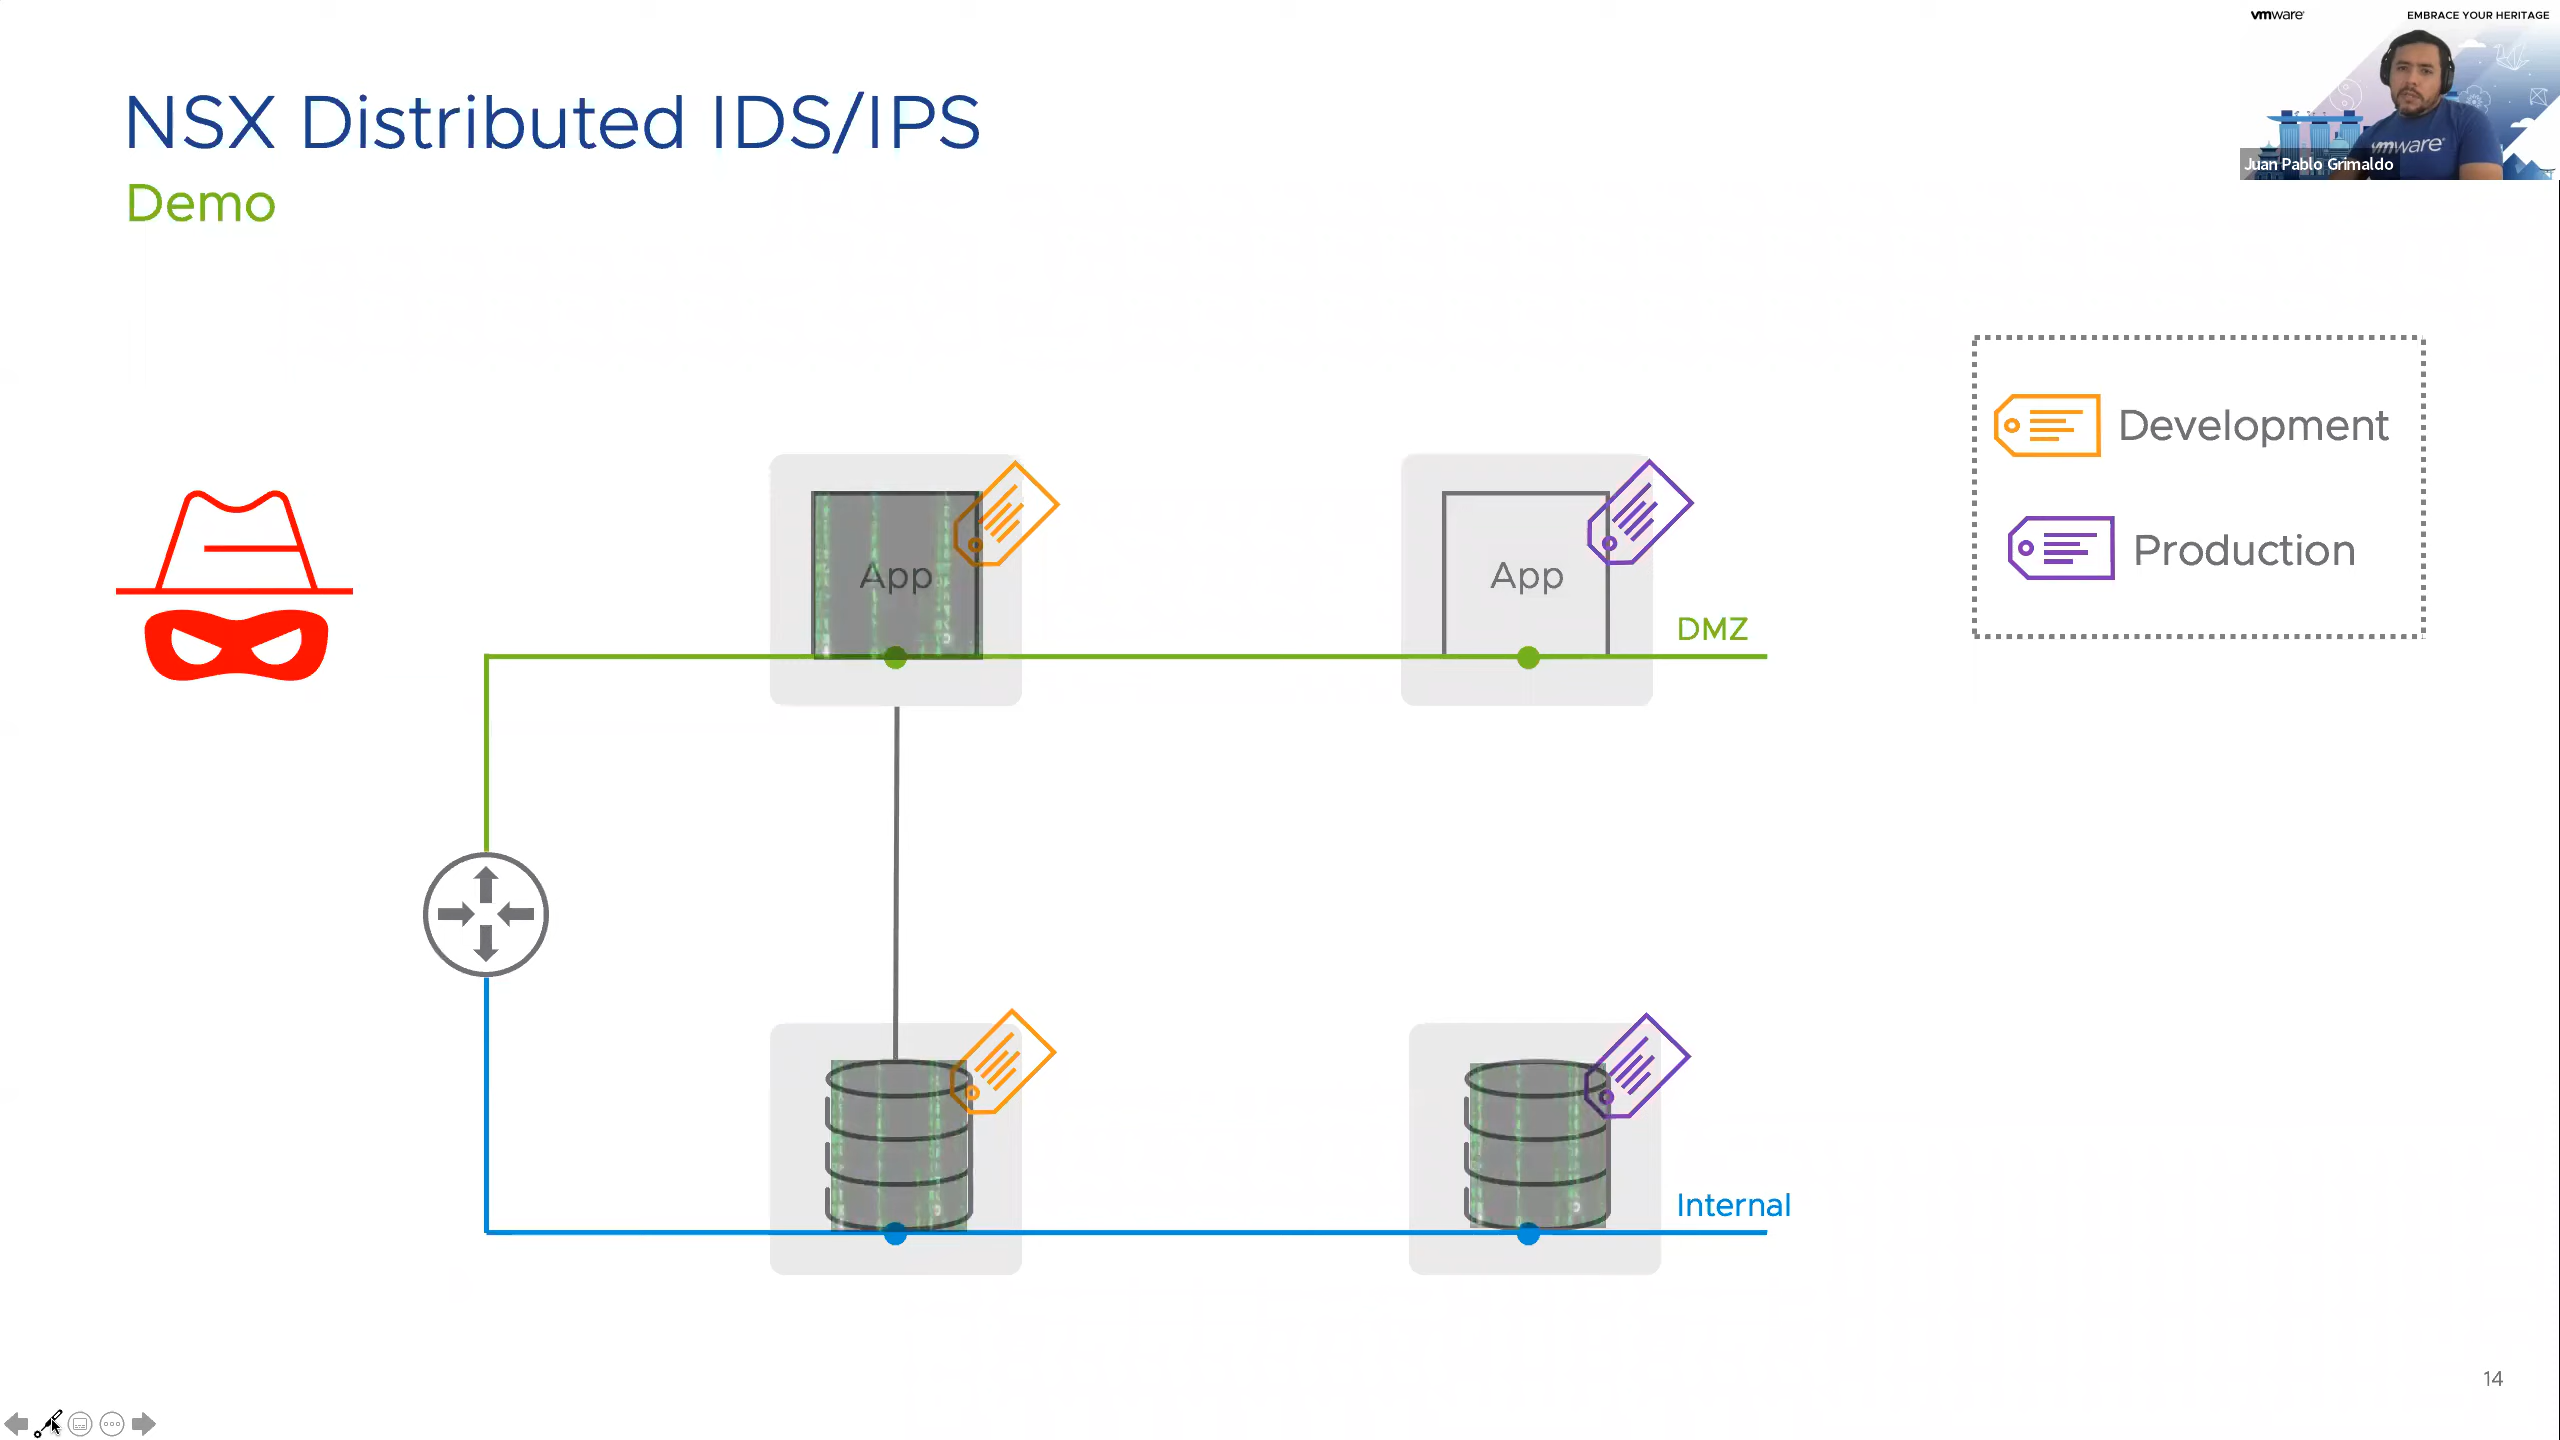 vmware
EMBRACE YOUR HERITAGE
NSX Distributed IDS/IPS
Demo
vmware
Juan Pablo Grimaldo
Development
Production
App
App
DMZ
Internal
14